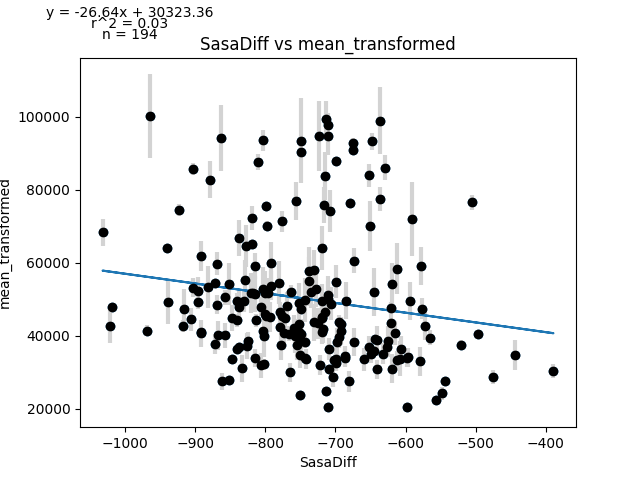 y = -26.64x + 30323.36
r^2 = 0.03
n = 194
SasaDiff vs mean_transformed
100000
80000
60000
40000
20000
mean_transformed
−1000
−900
−800
−700
−600
−500
−400
SasaDiff